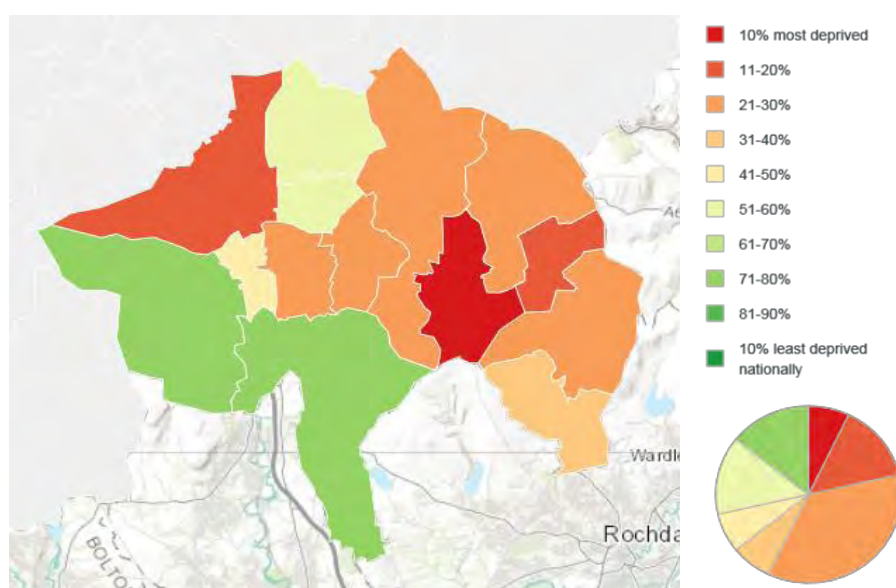 10% most deprived
11-20%
21-30%
31-40%
41-50%
51-60%
61-70%
71-80%
81-90%
10% least deprived
nationally
Rochda
BOLTO